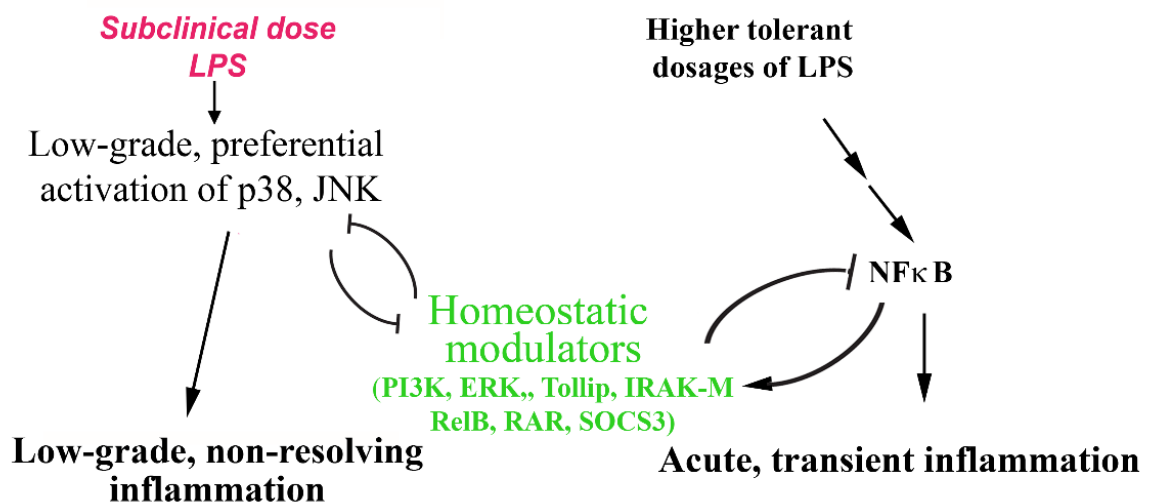 Subclinical dose
LPS
Low-grade, preferential
activation of p38, JNK
Low-grade, non-resolving
inflammation
Homeostatic
modulators
(PI3K, ERK,, Tollip, IRAK-M
RelB, RAR, SOCS3)
Higher tolerant
dosages of LPS
NFκB
Acute, transient inflammation